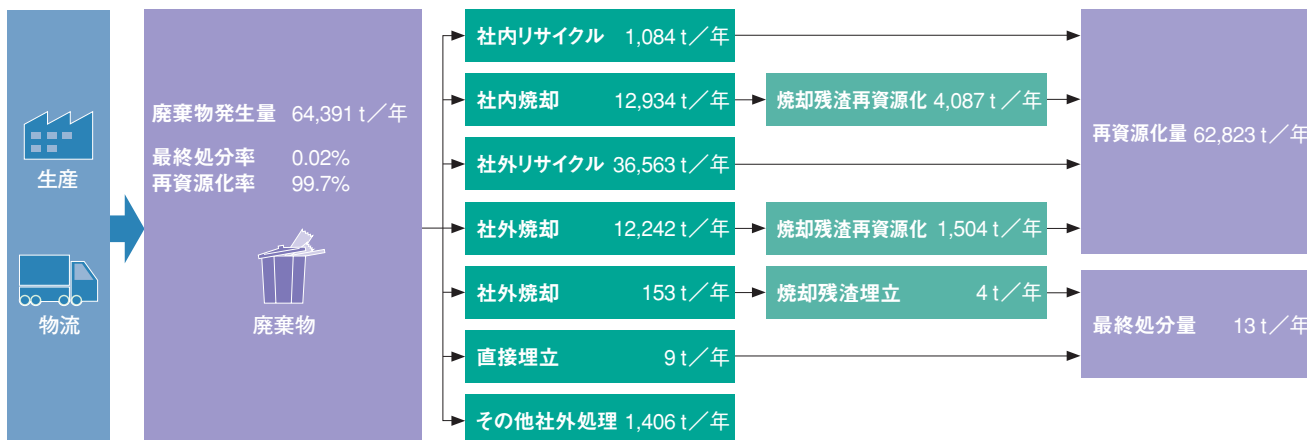 生産
物流
廃棄物発生量 64,391 t／年
最終処分率 0.02%
再資源化率 99.7%
廃棄物
社内リサイクル 1,084 t／年
社内焼却 12,934 t／年
焼却残渣再資源化 4,087 t／年
社外リサイクル 36,563 t／年
社外焼却 12,242 t／年
焼却残渣再資源化 1,504 t／年
社外焼却 153 t／年
焼却残渣埋立 4 t／年
直接埋立 9 t／年
その他社外処理 1,406 t／年
再資源化量 62,823 t／年
最終処分量 13 t／年